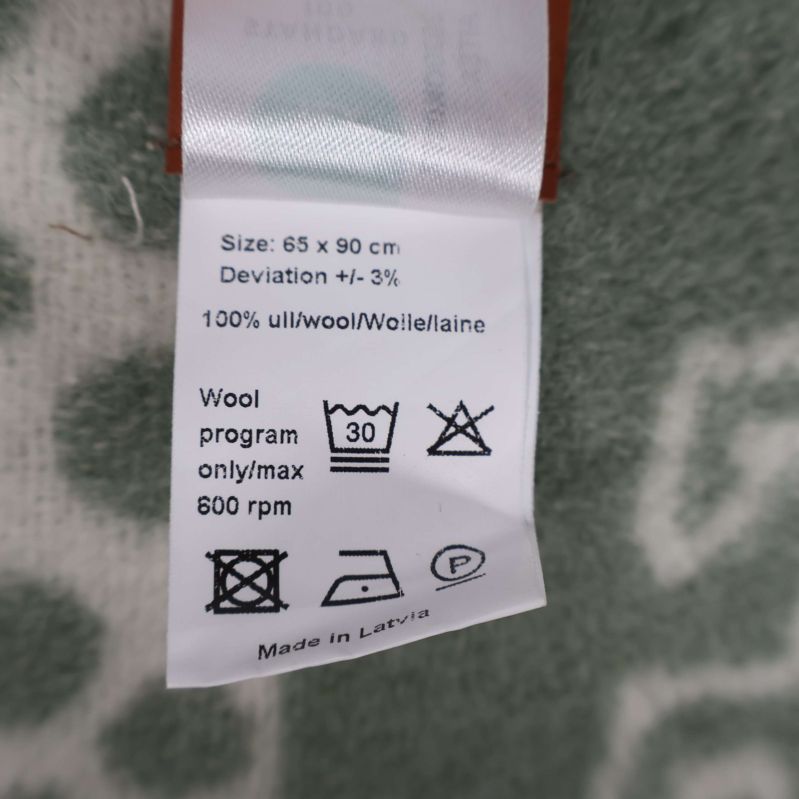 Size: 65 x 90 cm
Deviation +/- 3%
100% ull/wool/Wolle/laine
Wool
program
only/max
600 rpm
30
P
Made in Latvia